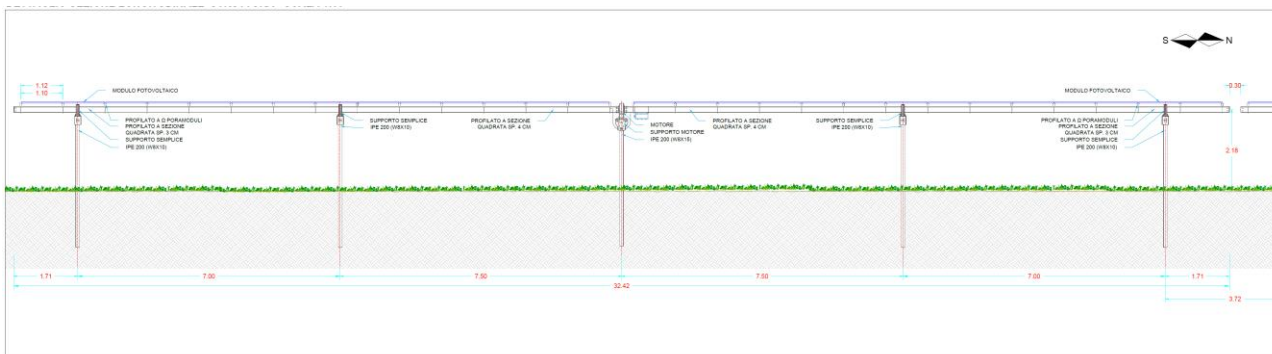 S N
1.12
1.10
MODULO FOTOVOLTAICO
MODULO FOTOVOLTAICO
0.30
PROFILATO A Ω PORAMODULI
PROFILATO A SEZIONE
QUADRATA SP. 3 CM
SUPPORTO SEMPLICE
IPE 200 (W8X10)
SUPPORTO SEMPLICE
IPE 200 (W8X10)
PROFILATO A SEZIONE
QUADRATA SP. 4 CM
MOTORE
SUPPORTO MOTORE
IPE 200 (W8X15)
PROFILATO A SEZIONE
QUADRATA SP. 4 CM
SUPPORTO SEMPLICE
IPE 200 (W8X10)
PROFILATO A Ω PORAMODULI
PROFILATO A SEZIONE
QUADRATA SP. 3 CM
SUPPORTO SEMPLICE
IPE 200 (W8X10)
2.18
1.71
7.00
7.50
7.50
7.00
1.71
32.42
3.72